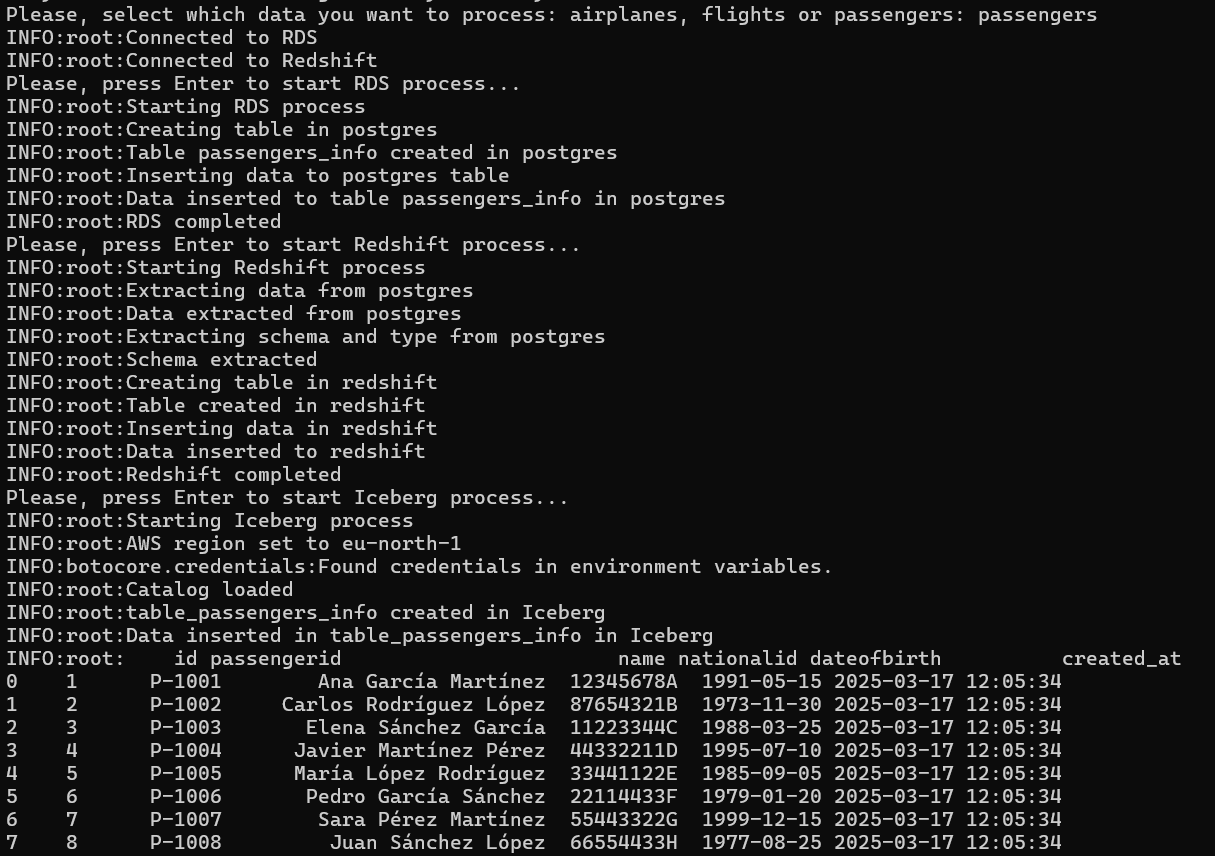 Please, select which data you want to process: airplanes, flights or passengers: passengers
INFO:root:Connected to RDS
INFO:root:Connected to Redshift
Please, press Enter to start RDS process...
INFO:root:Starting RDS process
INFO:root:Creating table in postgres
INFO:root:Table passengers_info created in postgres
INFO:root:Inserting data to postgres table
INFO:root:Data inserted to table passengers_info in postgres
INFO:root:RDS completed
Please, press Enter to start Redshift process...
INFO:root:Starting Redshift process
INFO:root:Extracting data from postgres
INFO:root:Data extracted from postgres
INFO:root:Extracting schema and type from postgres
INFO:root:Schema extracted
INFO:root:Creating table in redshift
INFO:root:Table created in redshift
INFO:root:Inserting data in redshift
INFO:root:Data inserted to redshift
INFO:root:Redshift completed
Please, press Enter to start Iceberg process...
INFO:root:Starting Iceberg process
INFO:root:AWS region set to eu-north-1
INFO:botocore.credentials:Found credentials in environment variables.
INFO:root:Catalog loaded
INFO:root:table_passengers_info created in Iceberg
INFO:root:Data inserted in table_passengers_info in Iceberg
INFO:root:    id passengerid                       name nationalid dateofbirth          created_at
0    1      P-1001        Ana García Martínez  12345678A  1991-05-15 2025-03-17 12:05:34
1    2      P-1002     Carlos Rodríguez López  87654321B  1973-11-30 2025-03-17 12:05:34
2    3      P-1003       Elena Sánchez García  11223344C  1988-03-25 2025-03-17 12:05:34
3    4      P-1004      Javier Martínez Pérez  44332211D  1995-07-10 2025-03-17 12:05:34
4    5      P-1005      María López Rodríguez  33441122E  1985-09-05 2025-03-17 12:05:34
5    6      P-1006       Pedro García Sánchez  22114433F  1979-01-20 2025-03-17 12:05:34
6    7      P-1007        Sara Pérez Martínez  55443322G  1999-12-15 2025-03-17 12:05:34
7    8      P-1008         Juan Sánchez López  66554433H  1977-08-25 2025-03-17 12:05:34